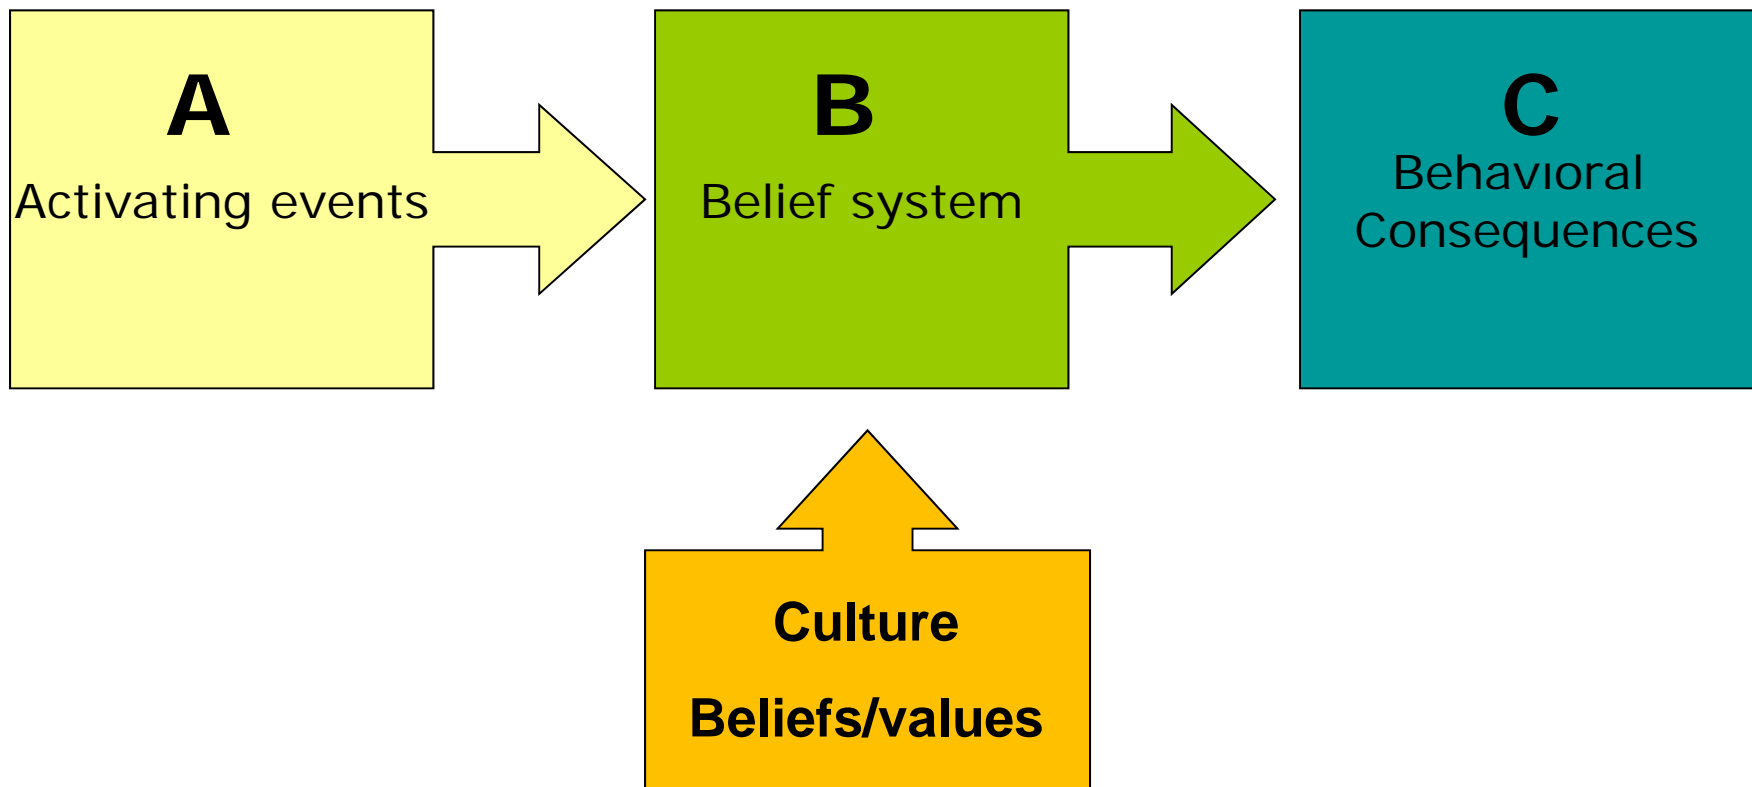 A
Activating events
B
Belief system
C
Behavioral
Consequences
Culture
Beliefs/values